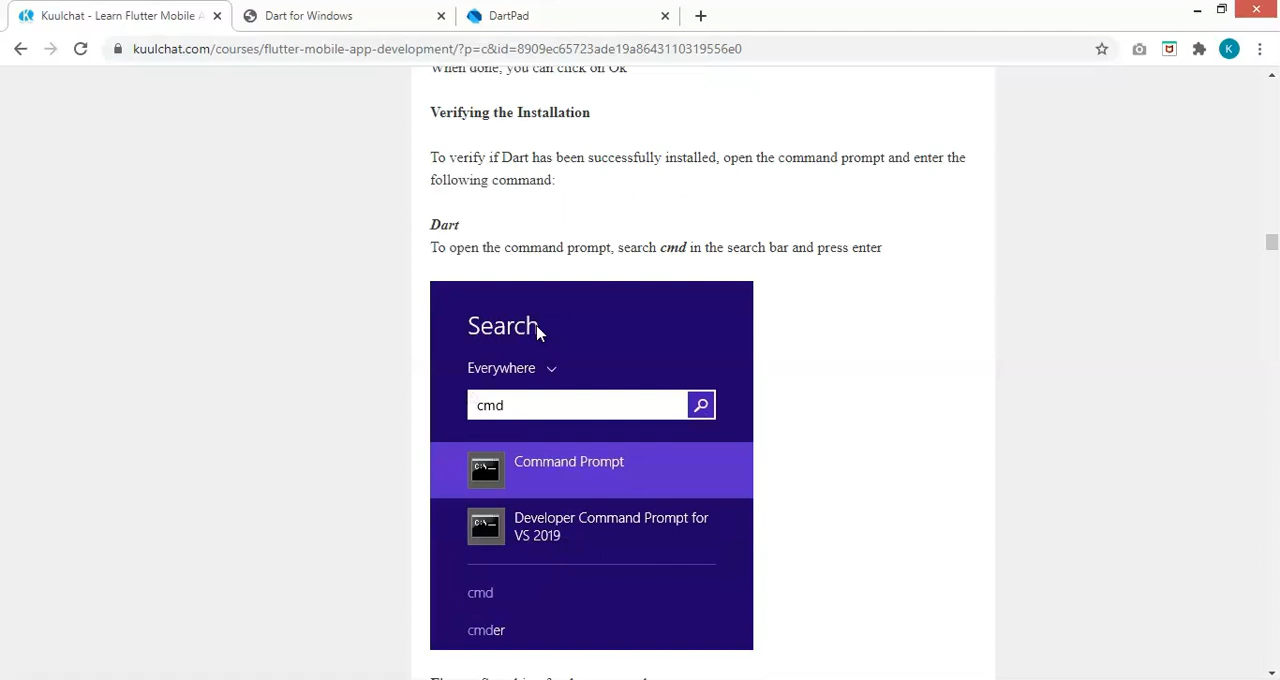 Kuulchat - Learn Flutter Mobile A
Dart for Windows
DartPad
kuulchat.com/courses/flutter-mobile-app-development/?p=c&id=8909ec65723ade19a8643110319556e0
K
When done, you can click on Ok
Verifying the Installation
To verify if Dart has been successfully installed, open the command prompt and enter the
following command:
Dart
To open the command prompt, search cmd in the search bar and press enter
Search
Everywhere
cmd
Command Prompt
Developer Command Prompt for
VS 2019
cmd
cmder